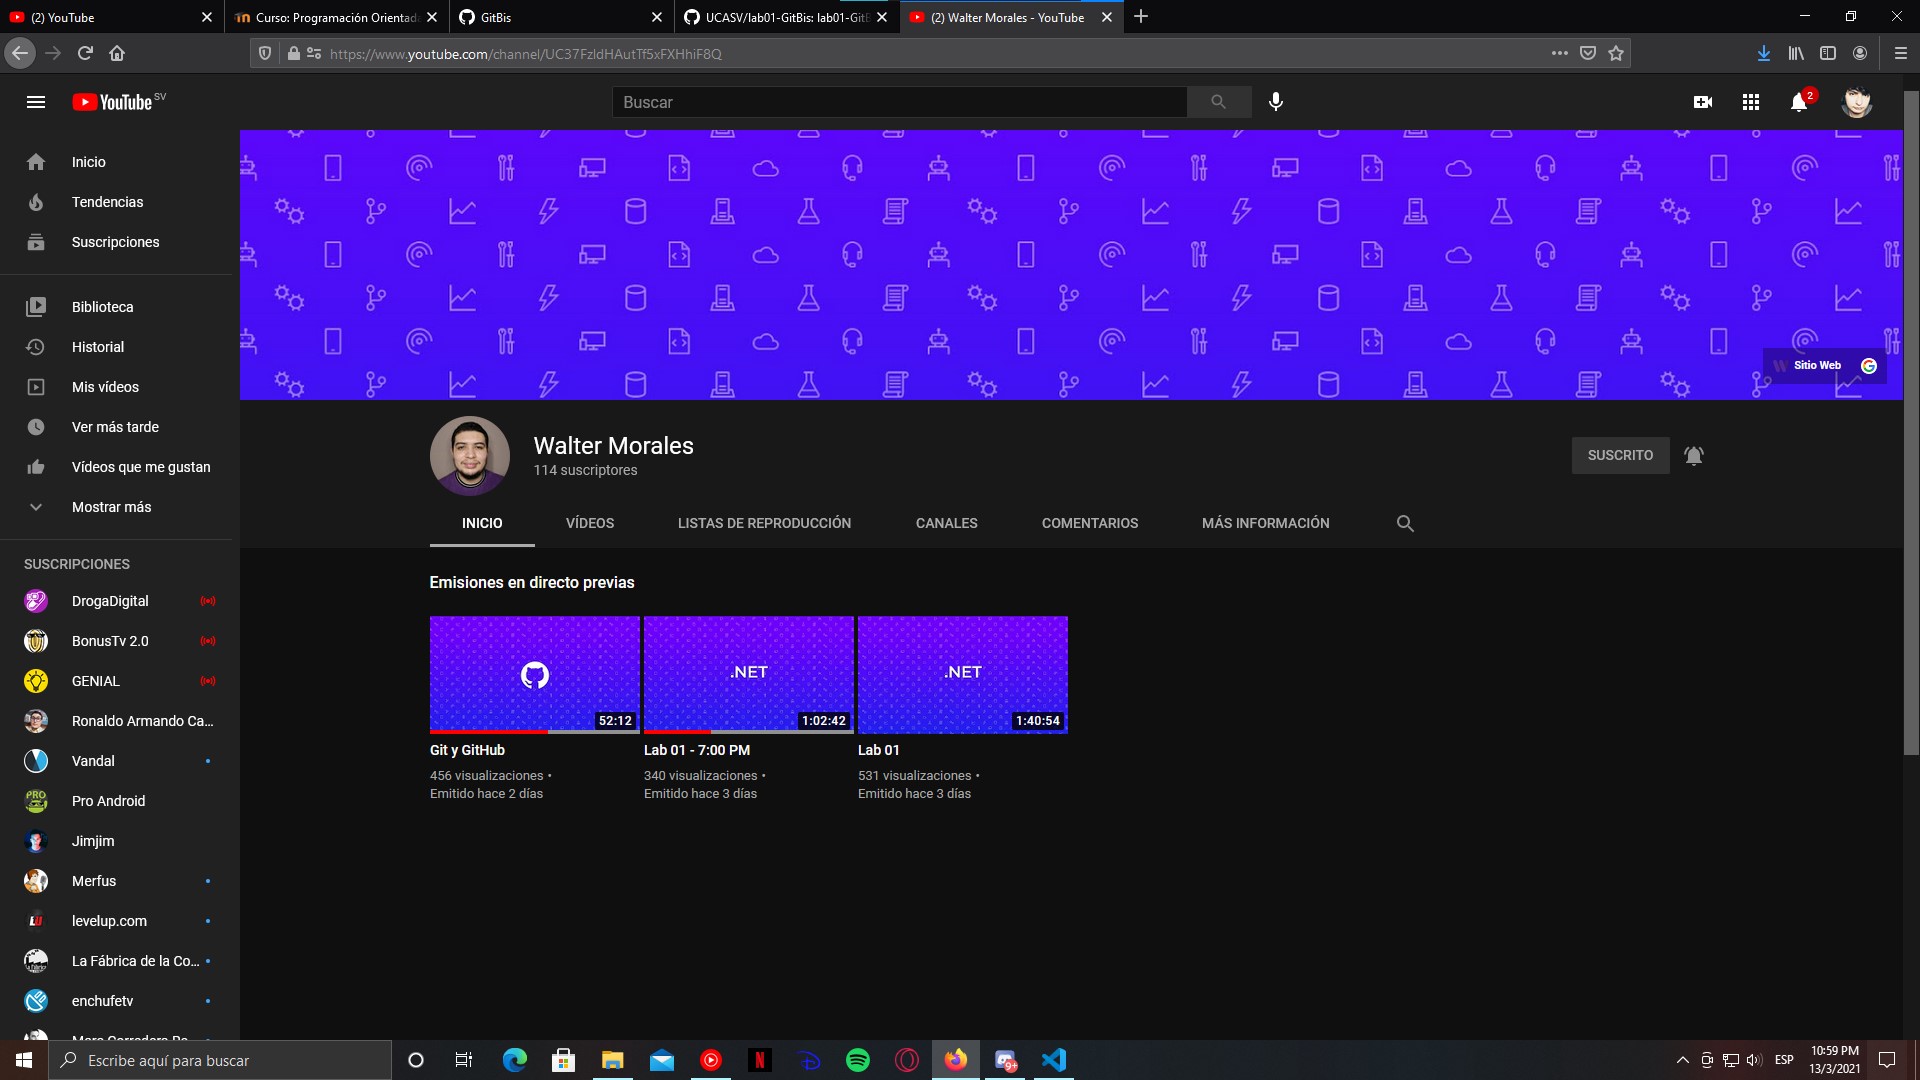 (2) YouTube
Curso: Programación Orientada
GitBis
UCASV/lab01-GitBis: lab01-GitB
(2) Walter Morales - YouTube
https://www.youtube.com/channel/UC37FzldHAutTf5xFXHhiF8Q
YouTube SV
Buscar
2
Inicio
Tendencias
Suscripciones
Biblioteca
Historial
Mis vídeos
Ver más tarde
Vídeos que me gustan
Mostrar más
SUSCRIPCIONES
DrogaDigital
BonusTv 2.0
GENIAL
Ronaldo Armando Ca...
Vandal
Pro Android
Jimjim
Merfus
levelup.com
La Fábrica de la Co...
enchufetv
Sitio Web
Walter Morales
114 suscriptores
SUSCRITO
INICIO
VÍDEOS
LISTAS DE REPRODUCCIÓN
CANALES
COMENTARIOS
MÁS INFORMACIÓN
Emisiones en directo previas
52:12
Git y GitHub
456 visualizaciones •
Emitido hace 2 días
.NET
1:02:42
Lab 01 - 7:00 PM
340 visualizaciones •
Emitido hace 3 días
.NET
1:40:54
Lab 01
531 visualizaciones •
Emitido hace 3 días
Escribe aquí para buscar
9+
ESP
10:59 PM
13/3/2021